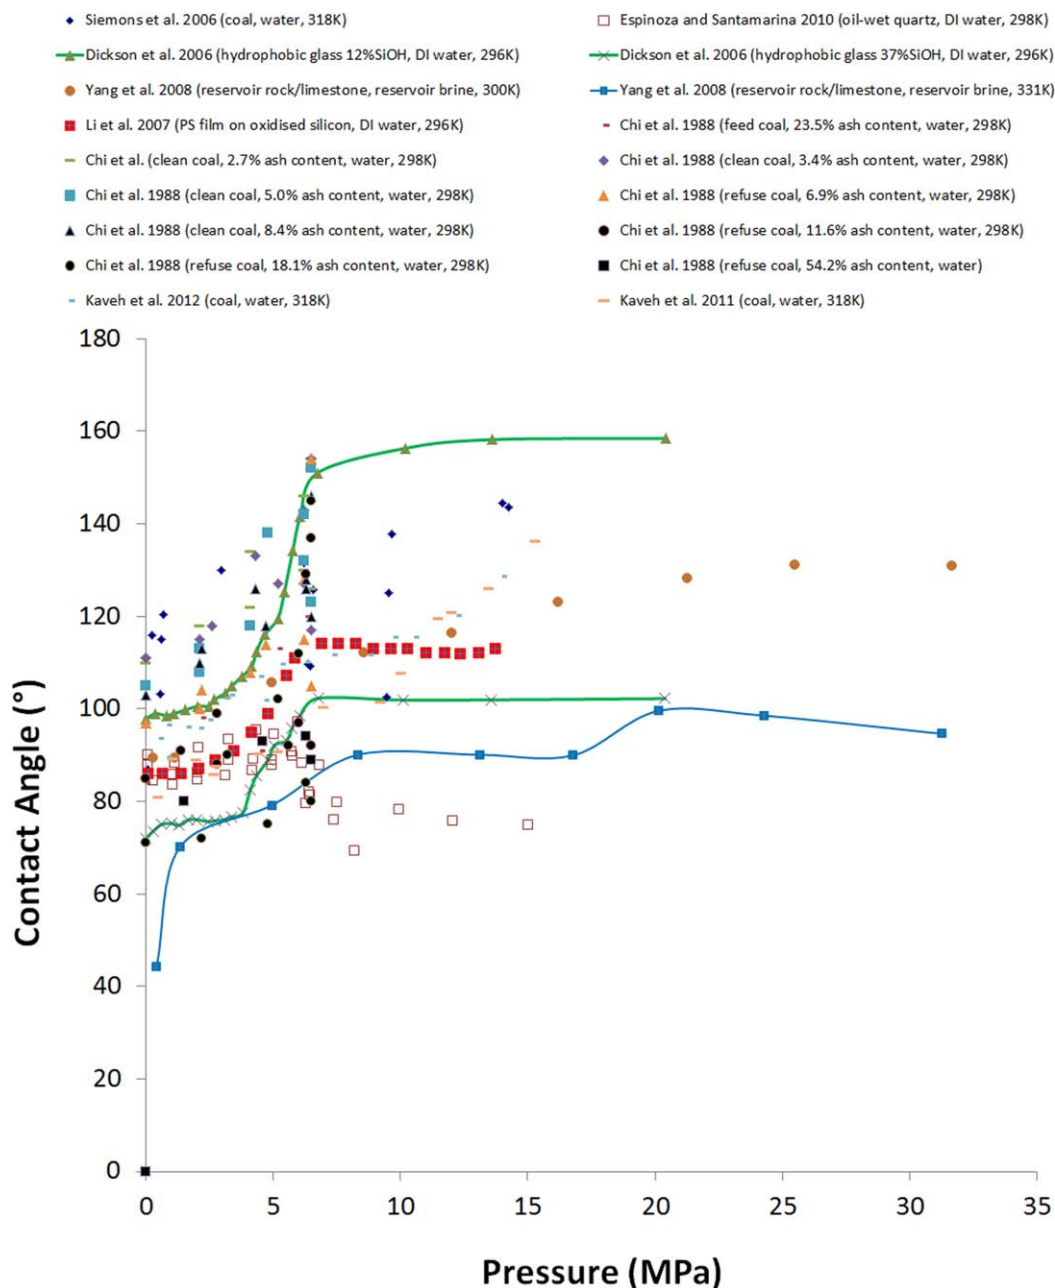 Siemons et al. 2006 (coal, water, 318K)
Espinoza and Santamarina 2010 (oil-wet quartz, DI water, 298K)
Dickson et al. 2006 (hydrophobic glass 12%SiOH, DI water, 296K)
Dickson et al. 2006 (hydrophobic glass 37%SiOH, DI water, 296K)
Yang et al. 2008 (reservoir rock/limestone, reservoir brine, 300K)
Yang et al. 2008 (reservoir rock/limestone, reservoir brine, 331K)
Li et al. 2007 (PS film on oxidised silicon, DI water, 296K)
Chi et al. 1988 (feed coal, 23.5% ash content, water, 298K)
Chi et al. (clean coal, 2.7% ash content, water, 298K)
Chi et al. 1988 (clean coal, 3.4% ash content, water, 298K)
Chi et al. 1988 (clean coal, 5.0% ash content, water, 298K)
Chi et al. 1988 (refuse coal, 6.9% ash content, water, 298K)
Chi et al. 1988 (clean coal, 8.4% ash content, water, 298K)
Chi et al. 1988 (refuse coal, 11.6% ash content, water, 298K)
Chi et al. 1988 (refuse coal, 18.1% ash content, water, 298K)
Chi et al. 1988 (refuse coal, 54.2% ash content, water)
Kaveh et al. 2012 (coal, water, 318K)
Kaveh et al. 2011 (coal, water, 318K)
180
160
140
120
100
80
60
40
20
0
Contact Angle (°)
0 5 10 15 20 25 30 35
Pressure (MPa)